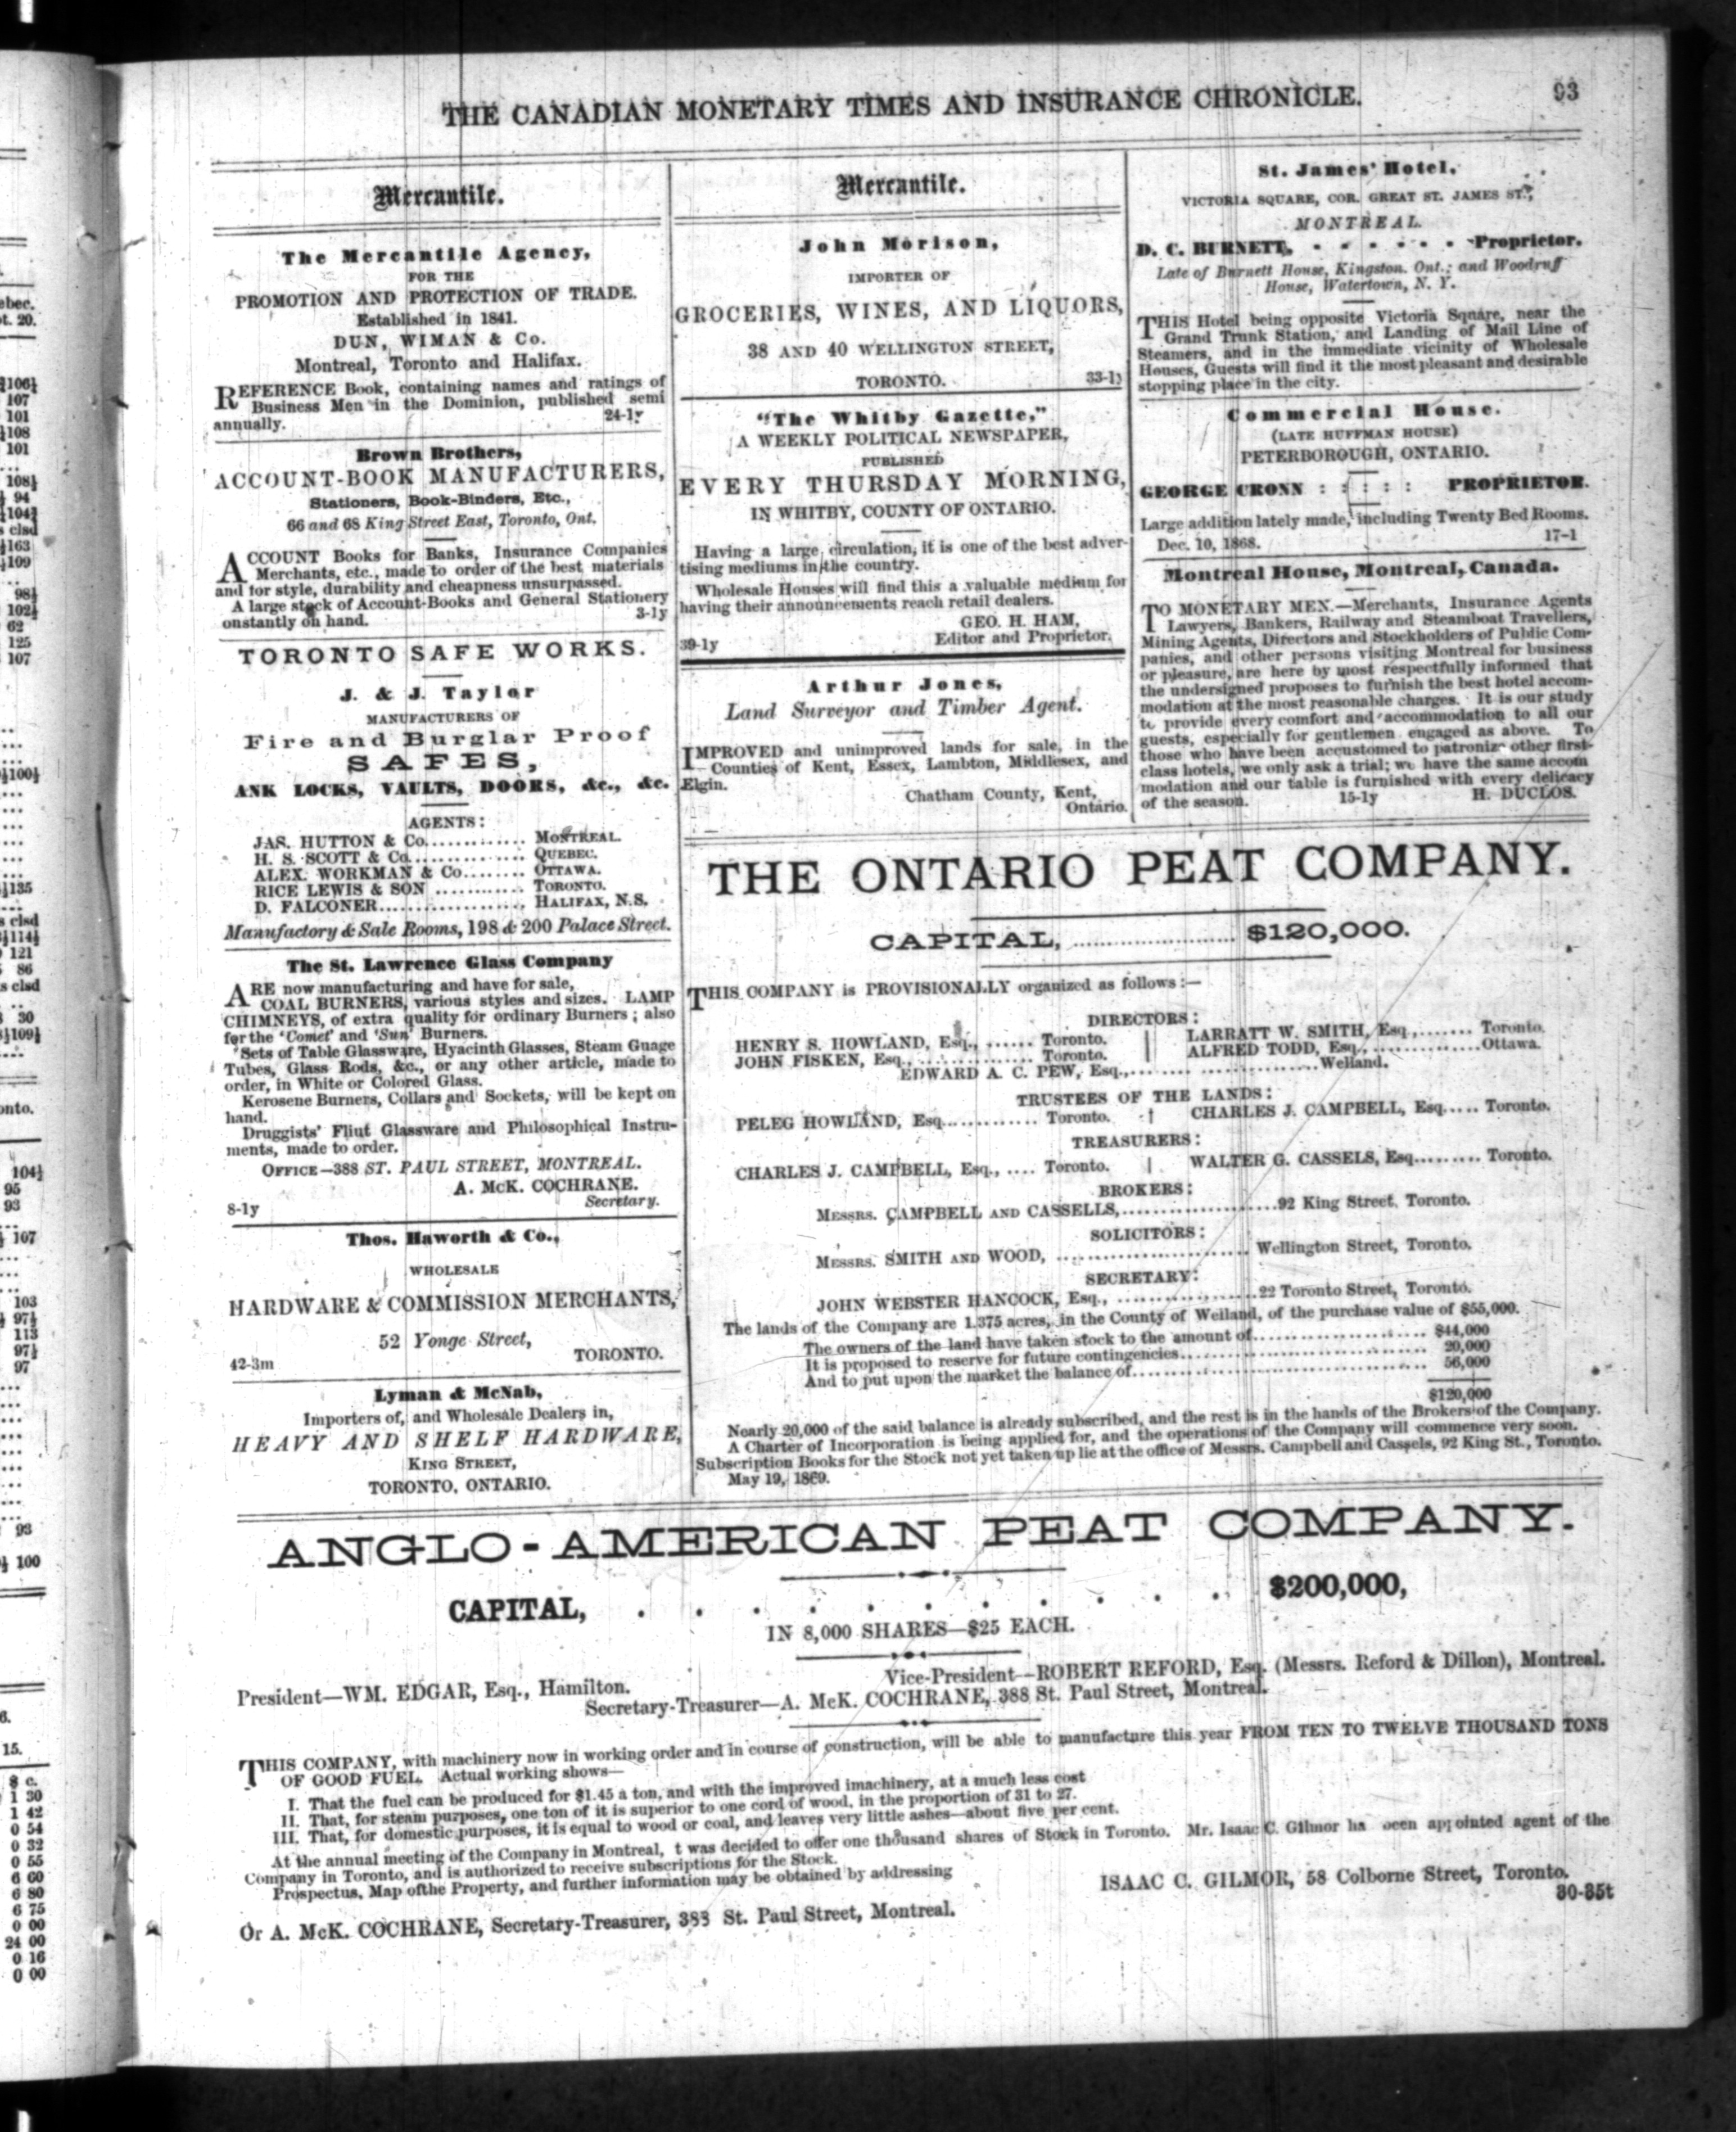 THE CANADIAN MONETARY TIMES AND INSURANCE CHRONICLE.
93
Mercantile.
The Mercantile Agency,
FOR THE
PROMOTION AND PROTECTION OF TRADE.
Established in 1841.
DUN, WIMAN & Co.
Montreal, Toronto and Halifax.
REFERENCE Book, containing names and ratings of
Business Men in the Dominion, published semi
annually.
24-1y
Brown Brothers,
ACCOUNT-BOOK MANUFACTURERS,
Stationers, Book-Binders, Etc.,
66 and 68 King Street East, Toronto, Ont.
ACCOUNT Books for Banks, Insurance Companies
Merchants, etc., made to order of the best materials
and for style, durability and cheapness unsurpassed.
A large stock of Account-Books and General Stationery
onstantly on hand.
3-1y
TORONTO SAFE WORKS.
J. & J. Taylor
MANUFACTURERS OF
Fire and Burglar Proof
SAFES,
ANK LOCKS, VAULTS, DOORS, &c., &c.
AGENTS:
JAS. HUTTON & Co.............. MONTREAL.
H. S. SCOTT & Co............... QUEBEC.
ALEX. WORKMAN & Co........ OTTAWA.
RICE LEWIS & SON ........... TORONTO.
D. FALCONER.................. HALIFAX, N.S.
Manufactory & Sale Rooms, 198 & 200 Palace Street.
The St. Lawrence Glass Company
ARE now manufacturing and have for sale,
COAL BURNERS, various styles and sizes. LAMP
CHIMNEYS, of extra quality for ordinary Burners; also
for the 'Comet' and 'Sun' Burners.
Sets of Table Glassware, Hyacinth Glasses, Steam Guage
Tubes, Glass Rods, &c., or any other article, made to
order, in White or Colored Glass.
Kerosene Burners, Collars and Sockets, will be kept on
hand.
Druggists' Flint Glassware and Philosophical Instru-
ments, made to order.
OFFICE—388 ST. PAUL STREET, MONTREAL.
A. McK. COCHRANE.
8-1y
Secretary.
Thos. Haworth & Co.,
WHOLESALE
HARDWARE & COMMISSION MERCHANTS,
52 Yonge Street,
42-3m
TORONTO.
Lyman & McNab,
Importers of, and Wholesale Dealers in,
HEAVY AND SHELF HARDWARE,
KING STREET,
TORONTO, ONTARIO.
Mercantile.
John Morison,
IMPORTER OF
GROCERIES, WINES, AND LIQUORS,
38 AND 40 WELLINGTON STREET,
TORONTO.
33-1y
"The Whitby Gazette,"
A WEEKLY POLITICAL NEWSPAPER,
PUBLISHED
EVERY THURSDAY MORNING,
IN WHITBY, COUNTY OF ONTARIO.
Having a large circulation, it is one of the best adver-
tising mediums in the country.
Wholesale Houses will find this a valuable medium for
having their announcements reach retail dealers.
GEO. H. HAM,
39-1y
Editor and Proprietor.
Arthur Jones,
Land Surveyor and Timber Agent.
IMPROVED and unimproved lands for sale, in the
Counties of Kent, Essex, Lambton, Middlesex, and
Elgin.
Chatham County, Kent,
Ontario.
St. James' Hotel,
VICTORIA SQUARE, COR. GREAT ST. JAMES ST.,
MONTREAL.
D. C. BURNETT, - - - - - - - Proprietor.
Late of Burnett House, Kingston. Ont.; and Woodruff
House, Watertown, N. Y.
THIS Hotel being opposite Victoria Square, near the
Grand Trunk Station, and Landing of Mail Line of
Steamers, and in the immediate vicinity of Wholesale
Houses, Guests will find it the most pleasant and desirable
stopping place in the city.
Commercial House.
(LATE HUFFMAN HOUSE)
PETERBOROUGH, ONTARIO.
GEORGE CRONN : : : : : PROPRIETOR.
Large addition lately made, including Twenty Bed Rooms.
Dec. 10, 1868.
17-1
Montreal House, Montreal, Canada.
TO MONETARY MEN.—Merchants, Insurance Agents
Lawyers, Bankers, Railway and Steamboat Travellers,
Mining Agents, Directors and Stockholders of Public Com-
panies, and other persons visiting Montreal for business
or pleasure, are here by most respectfully informed that
the undersigned proposes to furnish the best hotel accom-
modation at the most reasonable charges. It is our study
to provide every comfort and accommodation to all our
guests, especially for gentlemen engaged as above. To
those who have been accustomed to patronize other first-
class hotels, we only ask a trial; we have the same accom
modation and our table is furnished with every delicacy
of the season.
15-1y
H. DUCLOS.
THE ONTARIO PEAT COMPANY.
CAPITAL, ........................ $120,000.
THIS COMPANY is PROVISIONALLY organized as follows:—
DIRECTORS:
HENRY S. HOWLAND, Esq., ...... Toronto. | LARRATT W. SMITH, Esq., ....... Toronto.
JOHN FISKEN, Esq., ............... Toronto. | ALFRED TODD, Esq., .............. Ottawa.
EDWARD A. C. PEW, Esq., ........................ Welland.
TRUSTEES OF THE LANDS:
PELEG HOWLAND, Esq............. Toronto. | CHARLES J. CAMPBELL, Esq..... Toronto.
TREASURERS:
CHARLES J. CAMPBELL, Esq., .... Toronto. | WALTER G. CASSELS, Esq......... Toronto.
BROKERS:
MESSRS. CAMPBELL AND CASSELLS, .................... 92 King Street, Toronto.
SOLICITORS:
MESSRS. SMITH AND WOOD, ........................ Wellington Street, Toronto.
SECRETARY:
JOHN WEBSTER HANCOCK, Esq., ................. 22 Toronto Street, Toronto.
The lands of the Company are 1,375 acres, in the County of Welland, of the purchase value of $55,000.
The owners of the land have taken stock to the amount of...................... $44,000
It is proposed to reserve for future contingencies.............................. 20,000
And to put upon the market the balance of..................................... 56,000
$120,000
Nearly 20,000 of the said balance is already subscribed, and the rest is in the hands of the Brokers of the Company.
A Charter of Incorporation is being applied for, and the operations of the Company will commence very soon.
Subscription Books for the Stock not yet taken up lie at the office of Messrs. Campbell and Cassels, 92 King St., Toronto.
May 19, 1869.
ANGLO-AMERICAN PEAT COMPANY.
CAPITAL, . . . . . . . . . . . $200,000,
IN 8,000 SHARES—$25 EACH.
President—WM. EDGAR, Esq., Hamilton.
Vice-President—ROBERT REFORD, Esq. (Messrs. Reford & Dillon), Montreal.
Secretary-Treasurer—A. McK. COCHRANE, 388 St. Paul Street, Montreal.
THIS COMPANY, with machinery now in working order and in course of construction, will be able to manufacture this year FROM TEN TO TWELVE THOUSAND TONS
OF GOOD FUEL. Actual working shows—
I. That the fuel can be produced for $1.45 a ton, and with the improved imachinery, at a much less cost
II. That, for steam purposes, one ton of it is superior to one cord of wood, in the proportion of 31 to 27.
III. That, for domestic purposes, it is equal to wood or coal, and leaves very little ashes—about five per cent.
At the annual meeting of the Company in Montreal, t was decided to offer one thousand shares of Stock in Toronto. Mr. Isaac C. Gilmor ha been appointed agent of the
Company in Toronto, and is authorized to receive subscriptions for the Stock.
Prospectus, Map ofthe Property, and further information may be obtained by addressing
ISAAC C. GILMOR, 58 Colborne Street, Toronto.
30-35t
Or A. McK. COCHRANE, Secretary-Treasurer, 388 St. Paul Street, Montreal.